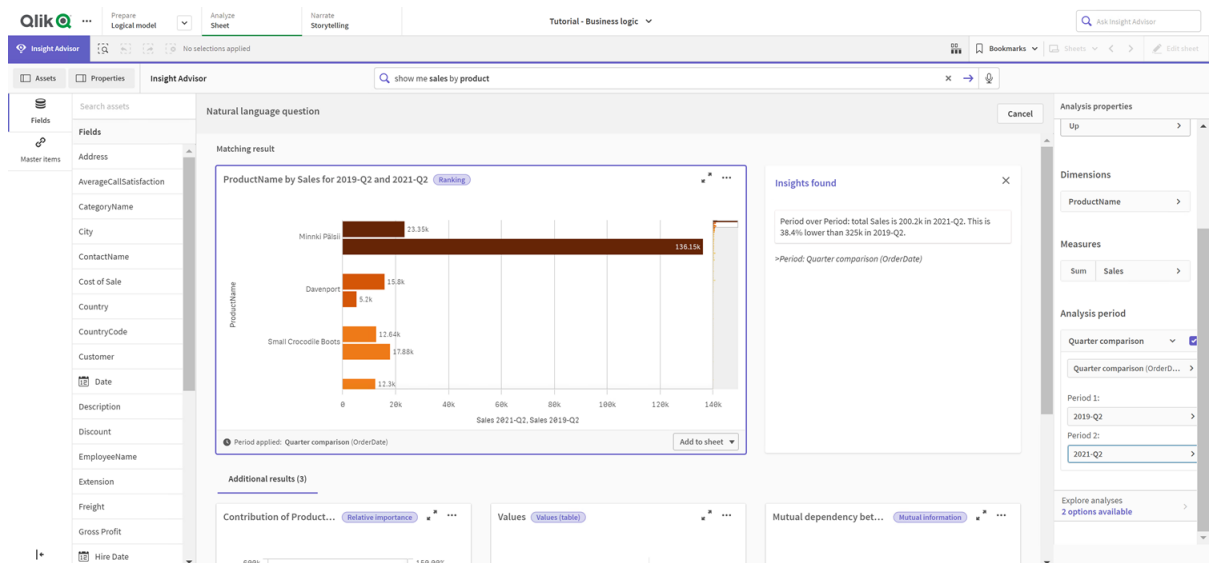 Qlik
Prepare
Logical model
Analyze
Sheet
Narrate
Storytelling
Tutorial - Business logic
Ask Insight Advisor
Insight Advisor
No selections applied
Bookmarks
Sheets
Edit sheet
Assets
Properties
Insight Advisor
show me sales by product
Fields
Master items
Search assets
Fields
Address
AverageCallSatisfaction
CategoryName
City
ContactName
Cost of Sale
Country
CountryCode
Customer
Date
Description
Discount
EmployeeName
Extension
Freight
Gross Profit
Hire Date
Natural language question
Cancel
Matching result
ProductName by Sales for 2019-Q2 and 2021-Q2 Ranking
ProductName
Minnki Pälsii
23.35k
136.15k
Davenport
15.8k
5.2k
Small Crocodile Boots
12.64k
17.88k
12.3k
0 20k 40k 60k 80k 100k 120k 140k
Sales 2021-Q2, Sales 2019-Q2
Period applied: Quarter comparison (OrderDate)
Add to sheet
Insights found
Period over Period: total Sales is 200.2k in 2021-Q2. This is
38.4% lower than 325k in 2019-Q2.
>Period: Quarter comparison (OrderDate)
Additional results (3)
Contribution of Product... Relative importance
600k 150.00%
Values Values (table)
Mutual dependency bet... Mutual information
Analysis properties
Up
Dimensions
ProductName
Measures
Sum Sales
Analysis period
Quarter comparison
Quarter comparison (OrderD...
Period 1:
2019-Q2
Period 2:
2021-Q2
Explore analyses
2 options available